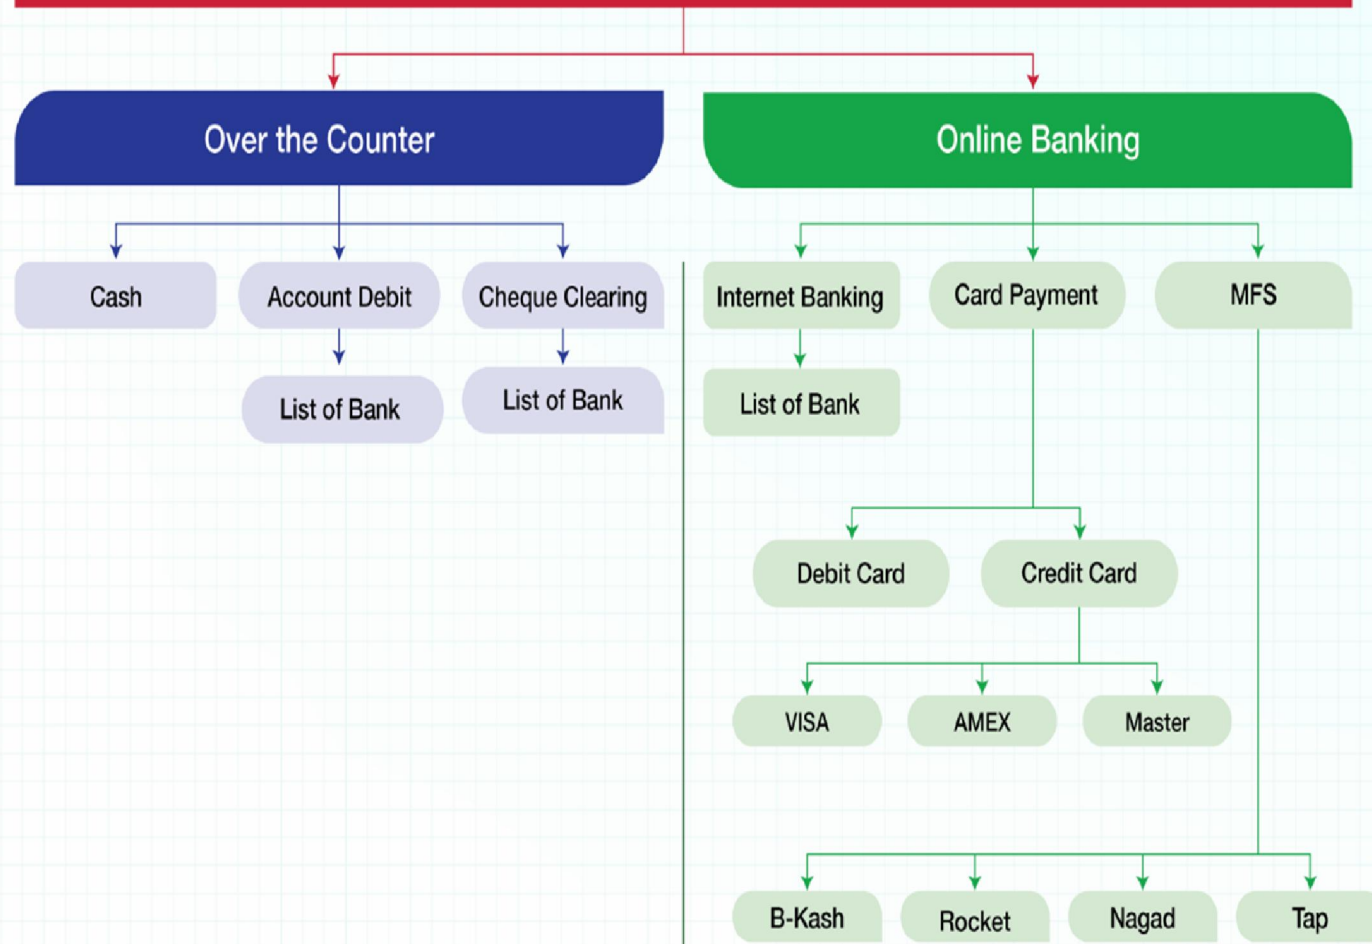 Over the Counter
Online Banking
Cash
Account Debit
Cheque Clearing
Internet Banking
Card Payment
MFS
List of Bank
List of Bank
List of Bank
Debit Card
Credit Card
VISA
AMEX
Master
B-Kash
Rocket
Nagad
Tap